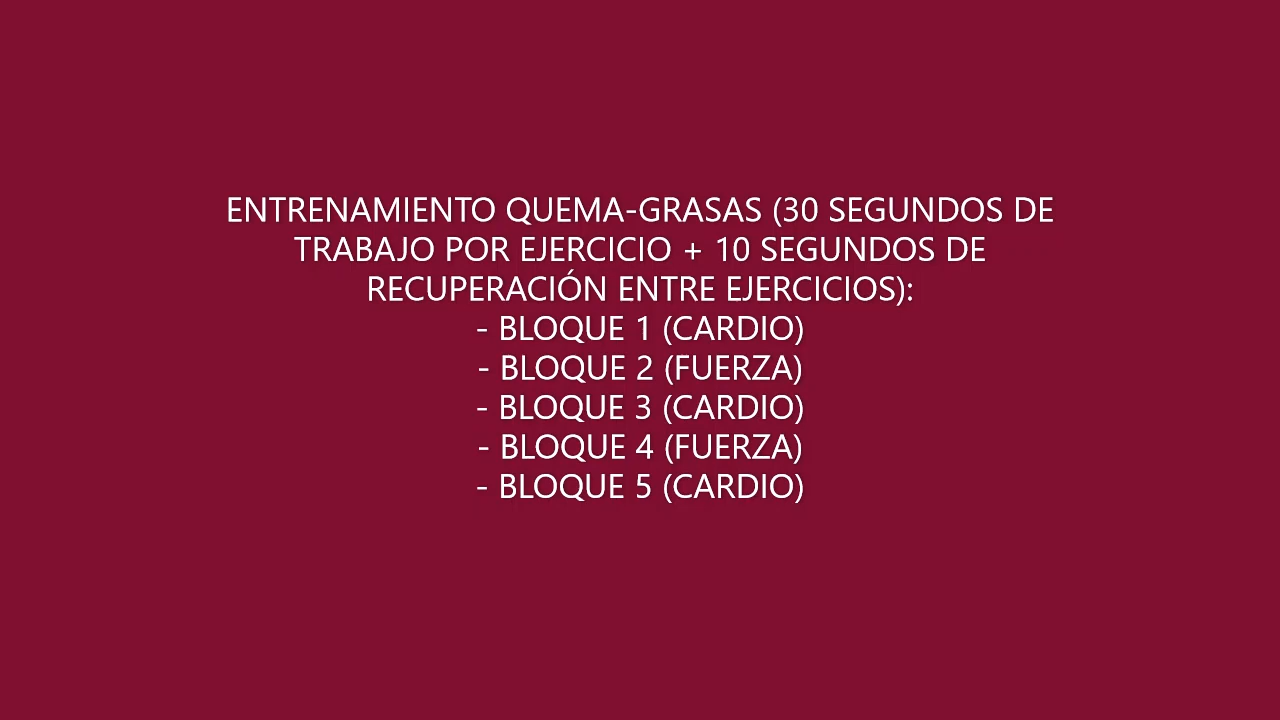 ENTRENAMIENTO QUEMA-GRASAS (30 SEGUNDOS DE
TRABAJO POR EJERCICIO + 10 SEGUNDOS DE
RECUPERACIÓN ENTRE EJERCICIOS):
- BLOQUE 1 (CARDIO)
- BLOQUE 2 (FUERZA)
- BLOQUE 3 (CARDIO)
- BLOQUE 4 (FUERZA)
- BLOQUE 5 (CARDIO)